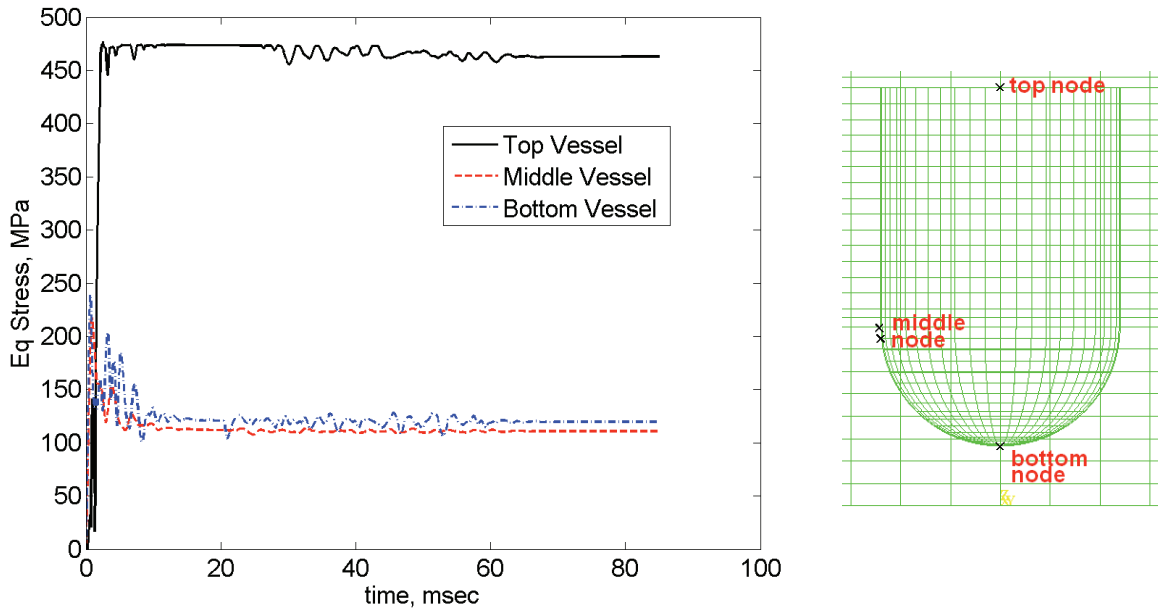 500
450
400
350
300
250
200
150
100
50
0
Eq Stress, MPa
Top Vessel
Middle Vessel
Bottom Vessel
0 20 40 60 80 100
time, msec
top node
middle
node
bottom
node